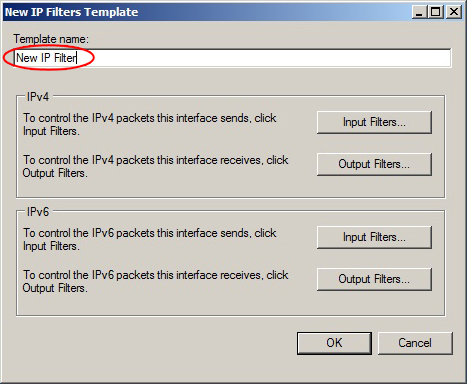 New IP Filters Template
Template name:
New IP Filter
IPv4
To control the IPv4 packets this interface sends, click
Input Filters.
Input Filters...
To control the IPv4 packets this interface receives, click
Output Filters.
Output Filters...
IPv6
To control the IPv6 packets this interface sends, click
Input Filters.
Input Filters...
To control the IPv6 packets this interface receives, click
Output Filters.
Output Filters...
OK
Cancel